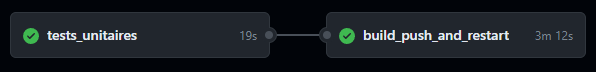 tests_unitaires 19s
build_push_and_restart 3m 12s